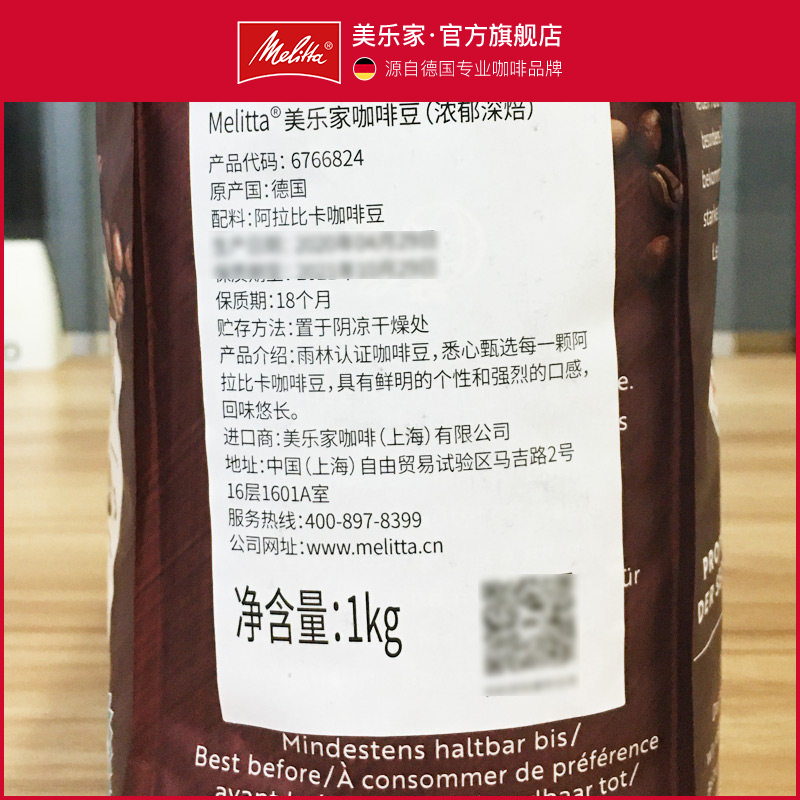 Melitta®
美乐家·官方旗舰店
源自德国专业咖啡品牌
Melitta®美乐家咖啡豆(浓郁深焙)
产品代码: 6766824
原产国:德国
配料:阿拉比卡咖啡豆
保质期:18个月
贮存方法:置于阴凉干燥处
产品介绍:雨林认证咖啡豆,悉心甄选每一颗阿
拉比卡咖啡豆,具有鲜明的个性和强烈的口感,
回味悠长。
进口商:美乐家咖啡(上海)有限公司
地址:中国(上海)自由贸易试验区马吉路2号
16层1601A室
服务热线:400-897-8399
公司网址:www.melitta.cn
净含量:1kg
Mindestens haltbar bis/
Best before/À consommer de préférence